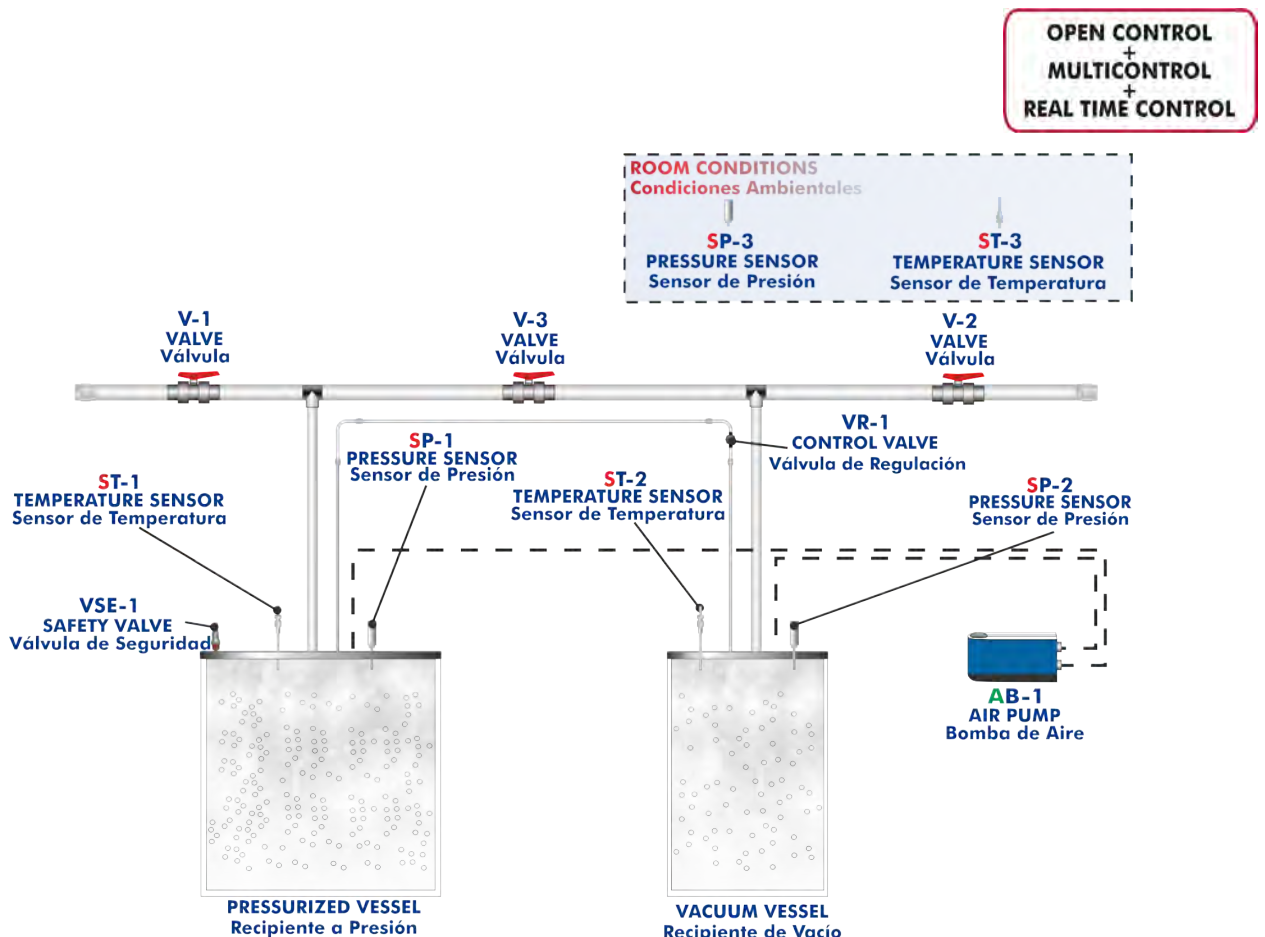 OPEN CONTROL
+
MULTICONTROL
+
REAL TIME CONTROL
ROOM CONDITIONS
Condiciones Ambientales
SP-3
PRESSURE SENSOR
Sensor de Presión
ST-3
TEMPERATURE SENSOR
Sensor de Temperatura
V-1
VALVE
Válvula
V-3
VALVE
Válvula
V-2
VALVE
Válvula
VR-1
CONTROL VALVE
Válvula de Regulación
SP-1
PRESSURE SENSOR
Sensor de Presión
ST-1
TEMPERATURE SENSOR
Sensor de Temperatura
ST-2
TEMPERATURE SENSOR
Sensor de Temperatura
SP-2
PRESSURE SENSOR
Sensor de Presión
VSE-1
SAFETY VALVE
Válvula de Seguridad
AB-1
AIR PUMP
Bomba de Aire
PRESSURIZED VESSEL
Recipiente a Presión
VACUUM VESSEL
Recipiente de Vacío